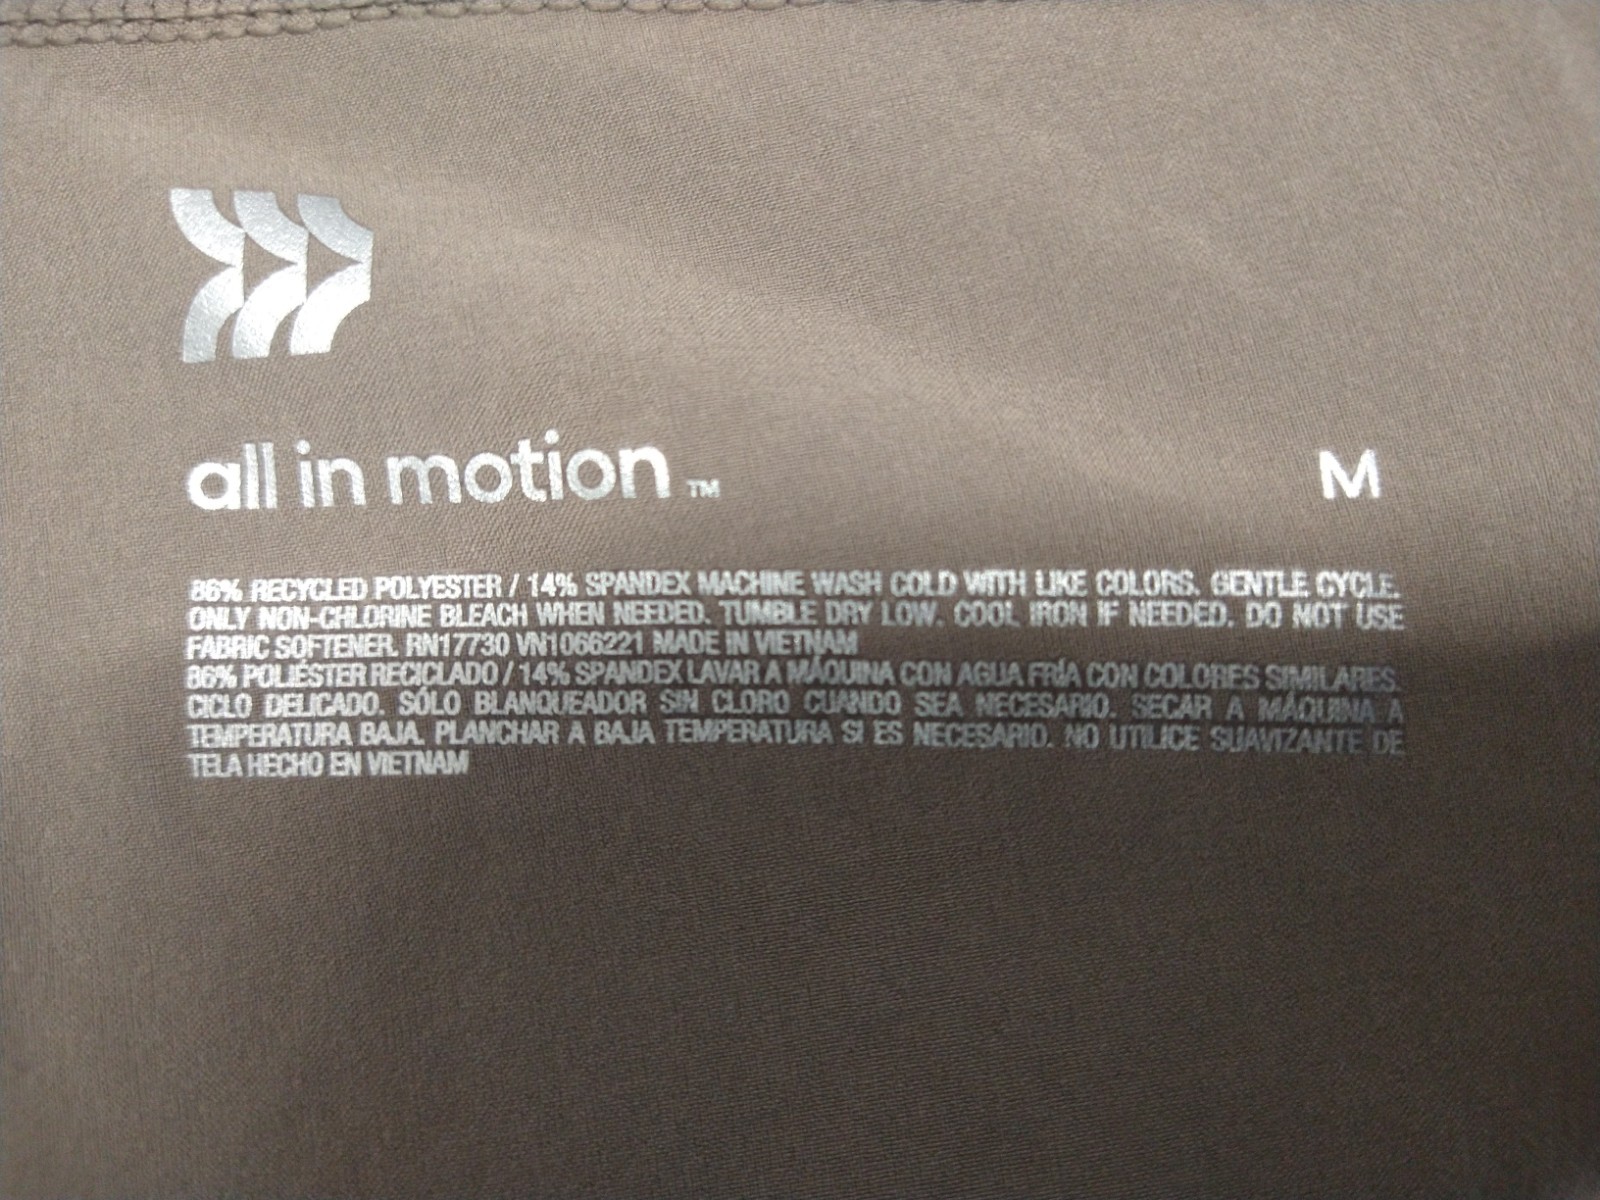 all in motion™ M
86% RECYCLED POLYESTER / 14% SPANDEX MACHINE WASH COLD WITH LIKE COLORS. GENTLE CYCLE.
ONLY NON-CHLORINE BLEACH WHEN NEEDED. TUMBLE DRY LOW. COOL IRON IF NEEDED. DO NOT USE
FABRIC SOFTENER. RN17730 VN1066221 MADE IN VIETNAM
86% POLIÉSTER RECICLADO / 14% SPANDEX LAVAR A MÁQUINA CON AGUA FRÍA CON COLORES SIMILARES.
CICLO DELICADO. SÓLO BLANQUEADOR SIN CLORO CUANDO SEA NECESARIO. SECAR A MÁQUINA A
TEMPERATURA BAJA. PLANCHAR A BAJA TEMPERATURA SI ES NECESARIO. NO UTILICE SUAVIZANTE DE
TELA HECHO EN VIETNAM